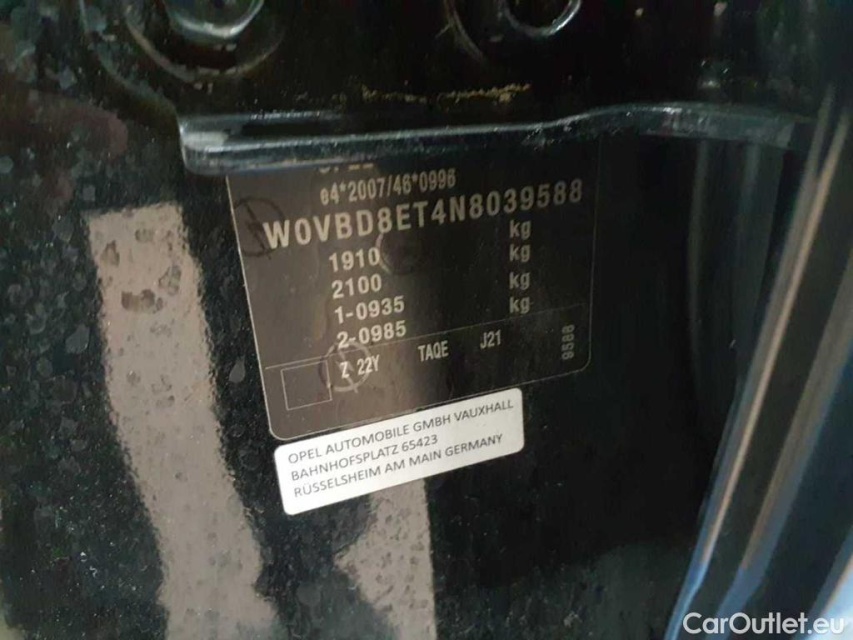 e4*2007/46*0996
W0VBD8ET4N8039588
1910 kg
2100 kg
1-0935 kg
2-0985
Z 22Y TAQE J21 9588
OPEL AUTOMOBILE GMBH VAUXHALL
BAHNHOFSPLATZ 65423
RÜSSELSHEIM AM MAIN GERMANY
CarOutlet.eu